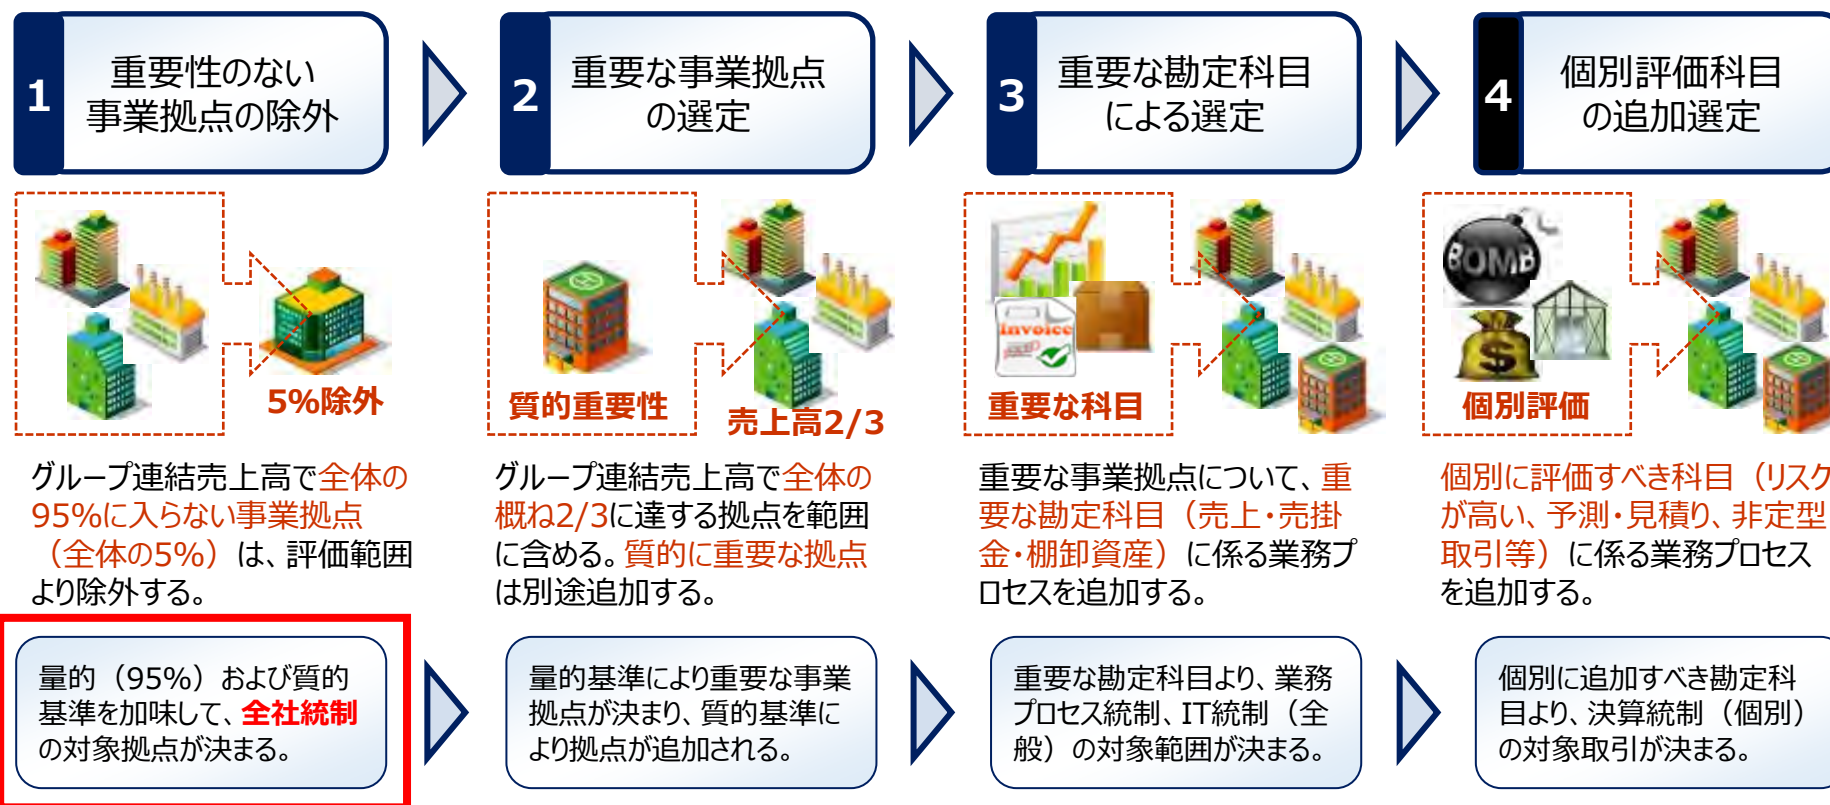 1
重要性のない
事業拠点の除外
2
重要な事業拠点
の選定
3
重要な勘定科目
による選定
4
個別評価科目
の追加選定
5%除外
質的重要性
売上高2/3
Invoice
重要な科目
BOMB
$
個別評価
グループ連結売上高で全体の
95%に入らない事業拠点
（全体の5%）は、評価範囲
より除外する。
グループ連結売上高で全体の
概ね2/3に達する拠点を範囲
に含める。質的に重要な拠点
は別途追加する。
重要な事業拠点について、重
要な勘定科目（売上・売掛
金・棚卸資産）に係る業務プ
ロセスを追加する。
個別に評価すべき科目（リスク
が高い、予測・見積り、非定型
取引等）に係る業務プロセス
を追加する。
量的（95%）および質的
基準を加味して、全社統制
の対象拠点が決まる。
量的基準により重要な事業
拠点が決まり、質的基準に
より拠点が追加される。
重要な勘定科目より、業務
プロセス統制、IT統制（全
般）の対象範囲が決まる。
個別に追加すべき勘定科
目より、決算統制（個別）
の対象取引が決まる。